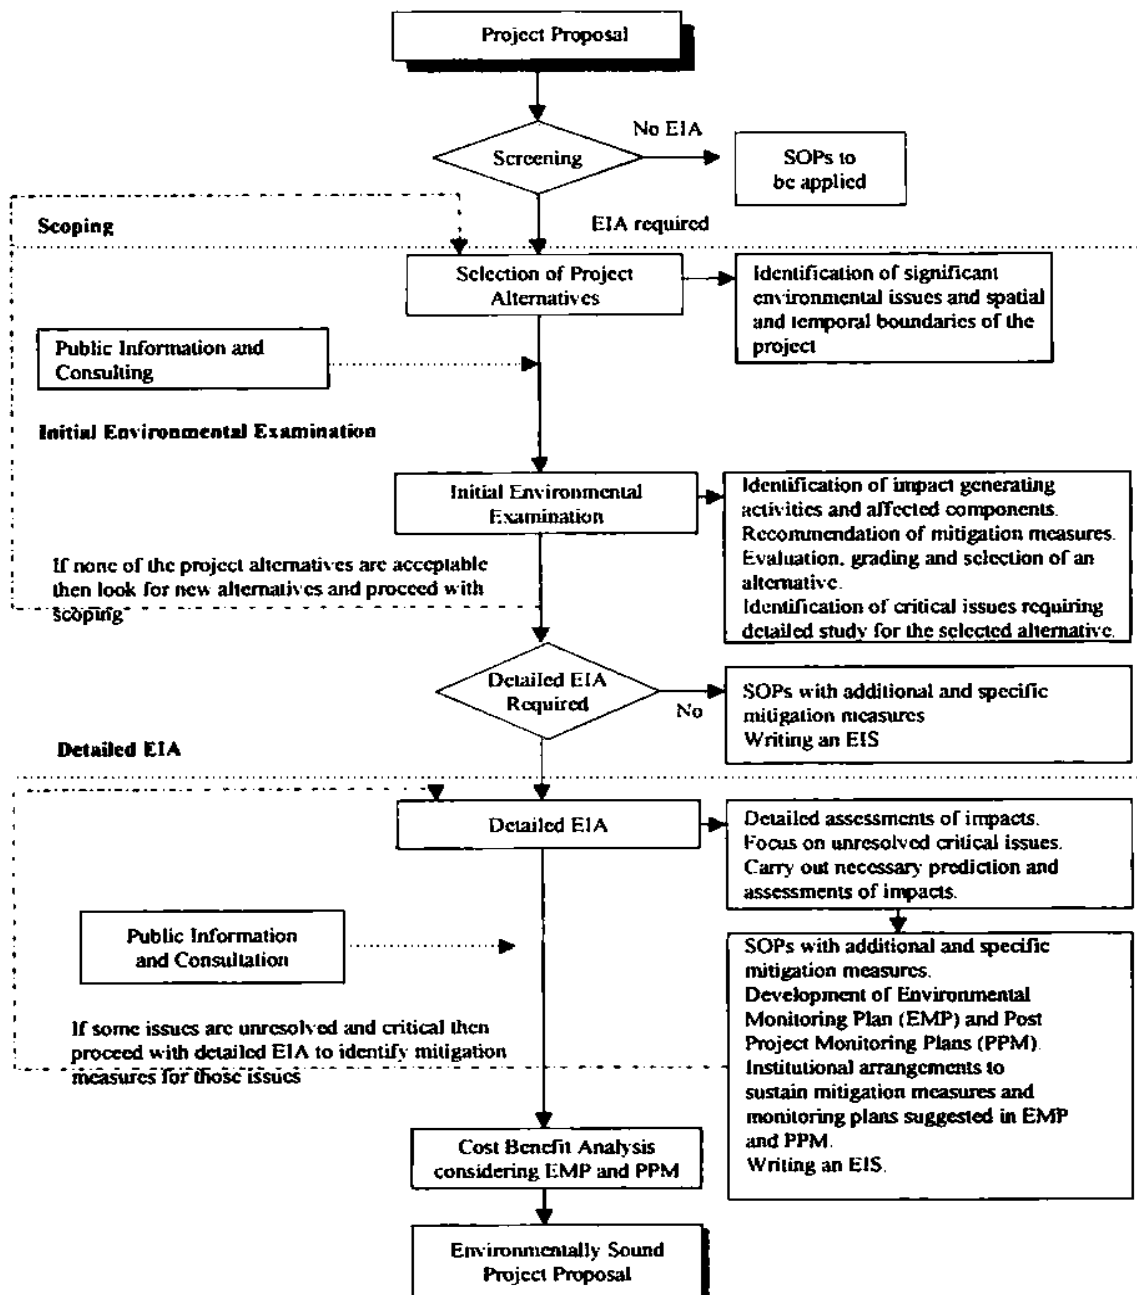 Project Proposal
No EIA
Screening
SOPs to
be applied
Scoping
EIA required
Selection of Project
Alternatives
Identification of significant
environmental issues and spatial
and temporal boundaries of the
project
Public Information and
Consulting
Initial Environmental Examination
Initial Environmental
Examination
Identification of impact generating
activities and affected components.
Recommendation of mitigation measures.
Evaluation, grading and selection of an
alternative.
Identification of critical issues requiring
detailed study for the selected alternative.
If none of the project alternatives are acceptable
then look for new alternatives and proceed with
scoping
Detailed EIA
Required
No
SOPs with additional and specific
mitigation measures
Writing an EIS
Detailed EIA
Detailed EIA
Detailed assessments of impacts.
Focus on unresolved critical issues.
Carry out necessary prediction and
assessments of impacts.
Public Information
and Consultation
SOPs with additional and specific
mitigation measures.
Development of Environmental
Monitoring Plan (EMP) and Post
Project Monitoring Plans (PPM).
Institutional arrangements to
sustain mitigation measures and
monitoring plans suggested in EMP
and PPM.
Writing an EIS.
If some issues are unresolved and critical then
proceed with detailed EIA to identify mitigation
measures for those issues
Cost Benefit Analysis
considering EMP and PPM
Environmentally Sound
Project Proposal